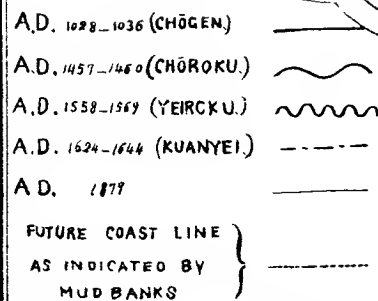 A.D. 1028–1036 (CHŌGEN.)
A.D. 1457–1460 (CHŌROKU.)
A.D. 1558–1569 (YEIRCKU.)
A.D. 1624–1644 (KUANYEI.)
A.D. 1879
FUTURE COAST LINE
AS INDICATED BY
MUD BANKS